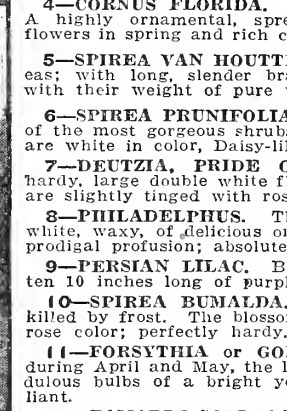 4—CORNUS FLORIDA.
A highly ornamental, spre
flowers in spring and rich c
5—SPIREA VAN HOUTT
eas; with long, slender bra
with their weight of pure
6—SPIREA PRUNIFOLIA
of the most gorgeous shrub
are white in color, Daisy-li
7—DEUTZIA, PRIDE O
hardy, large double white f
are slightly tinged with ros
8—PHILADELPHUS. T
white, waxy, of delicious or
prodigal profusion; absolute
9—PERSIAN LILAC. B
ten 10 inches long of purpl
10—SPIREA BUMALDA.
killed by frost. The blosso
rose color; perfectly hardy.
11—FORSYTHIA or GO
during April and May, the l
dulous bulbs of a bright ye
liant.